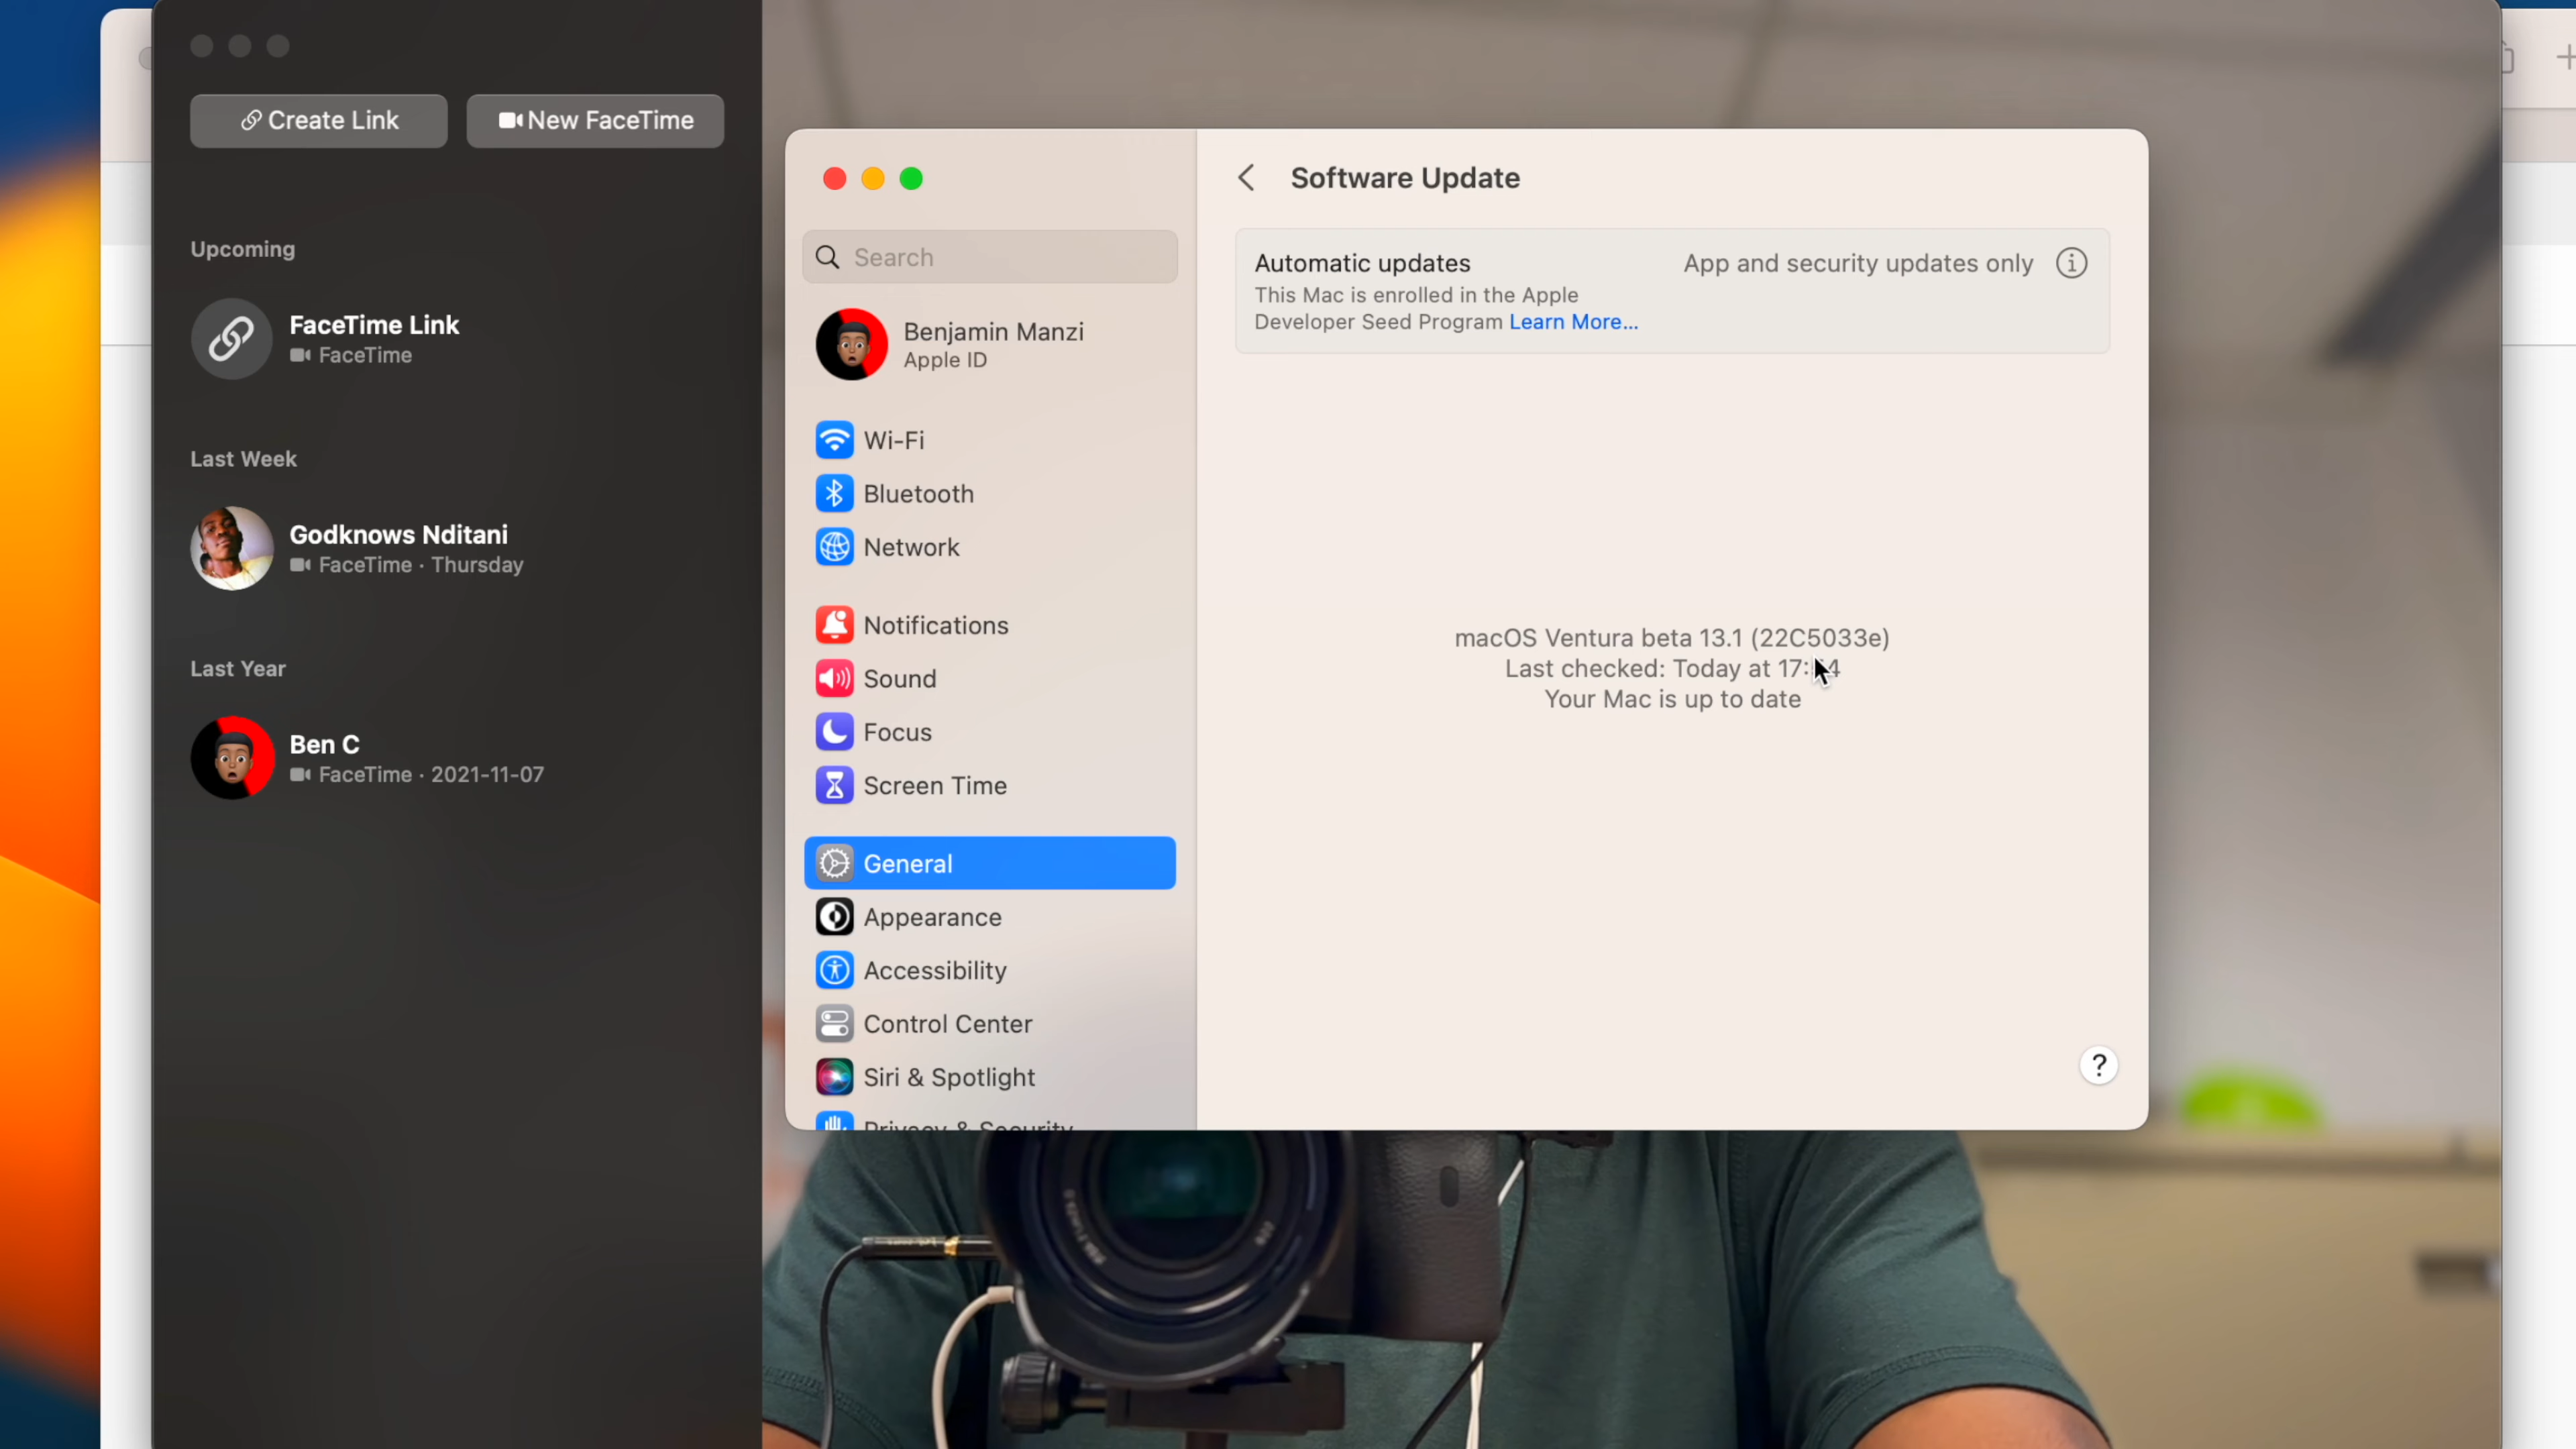 Create Link
New FaceTime
Upcoming
FaceTime Link
FaceTime
Last Week
Godknows Nditani
FaceTime · Thursday
Last Year
Ben C
FaceTime · 2021-11-07
Search
Benjamin Manzi
Apple ID
Wi-Fi
Bluetooth
Network
Notifications
Sound
Focus
Screen Time
General
Appearance
Accessibility
Control Center
Siri & Spotlight
Privacy & Security
Software Update
Automatic updates
App and security updates only
This Mac is enrolled in the Apple
Developer Seed Program Learn More...
macOS Ventura beta 13.1 (22C5033e)
Last checked: Today at
Your Mac is up to date
?